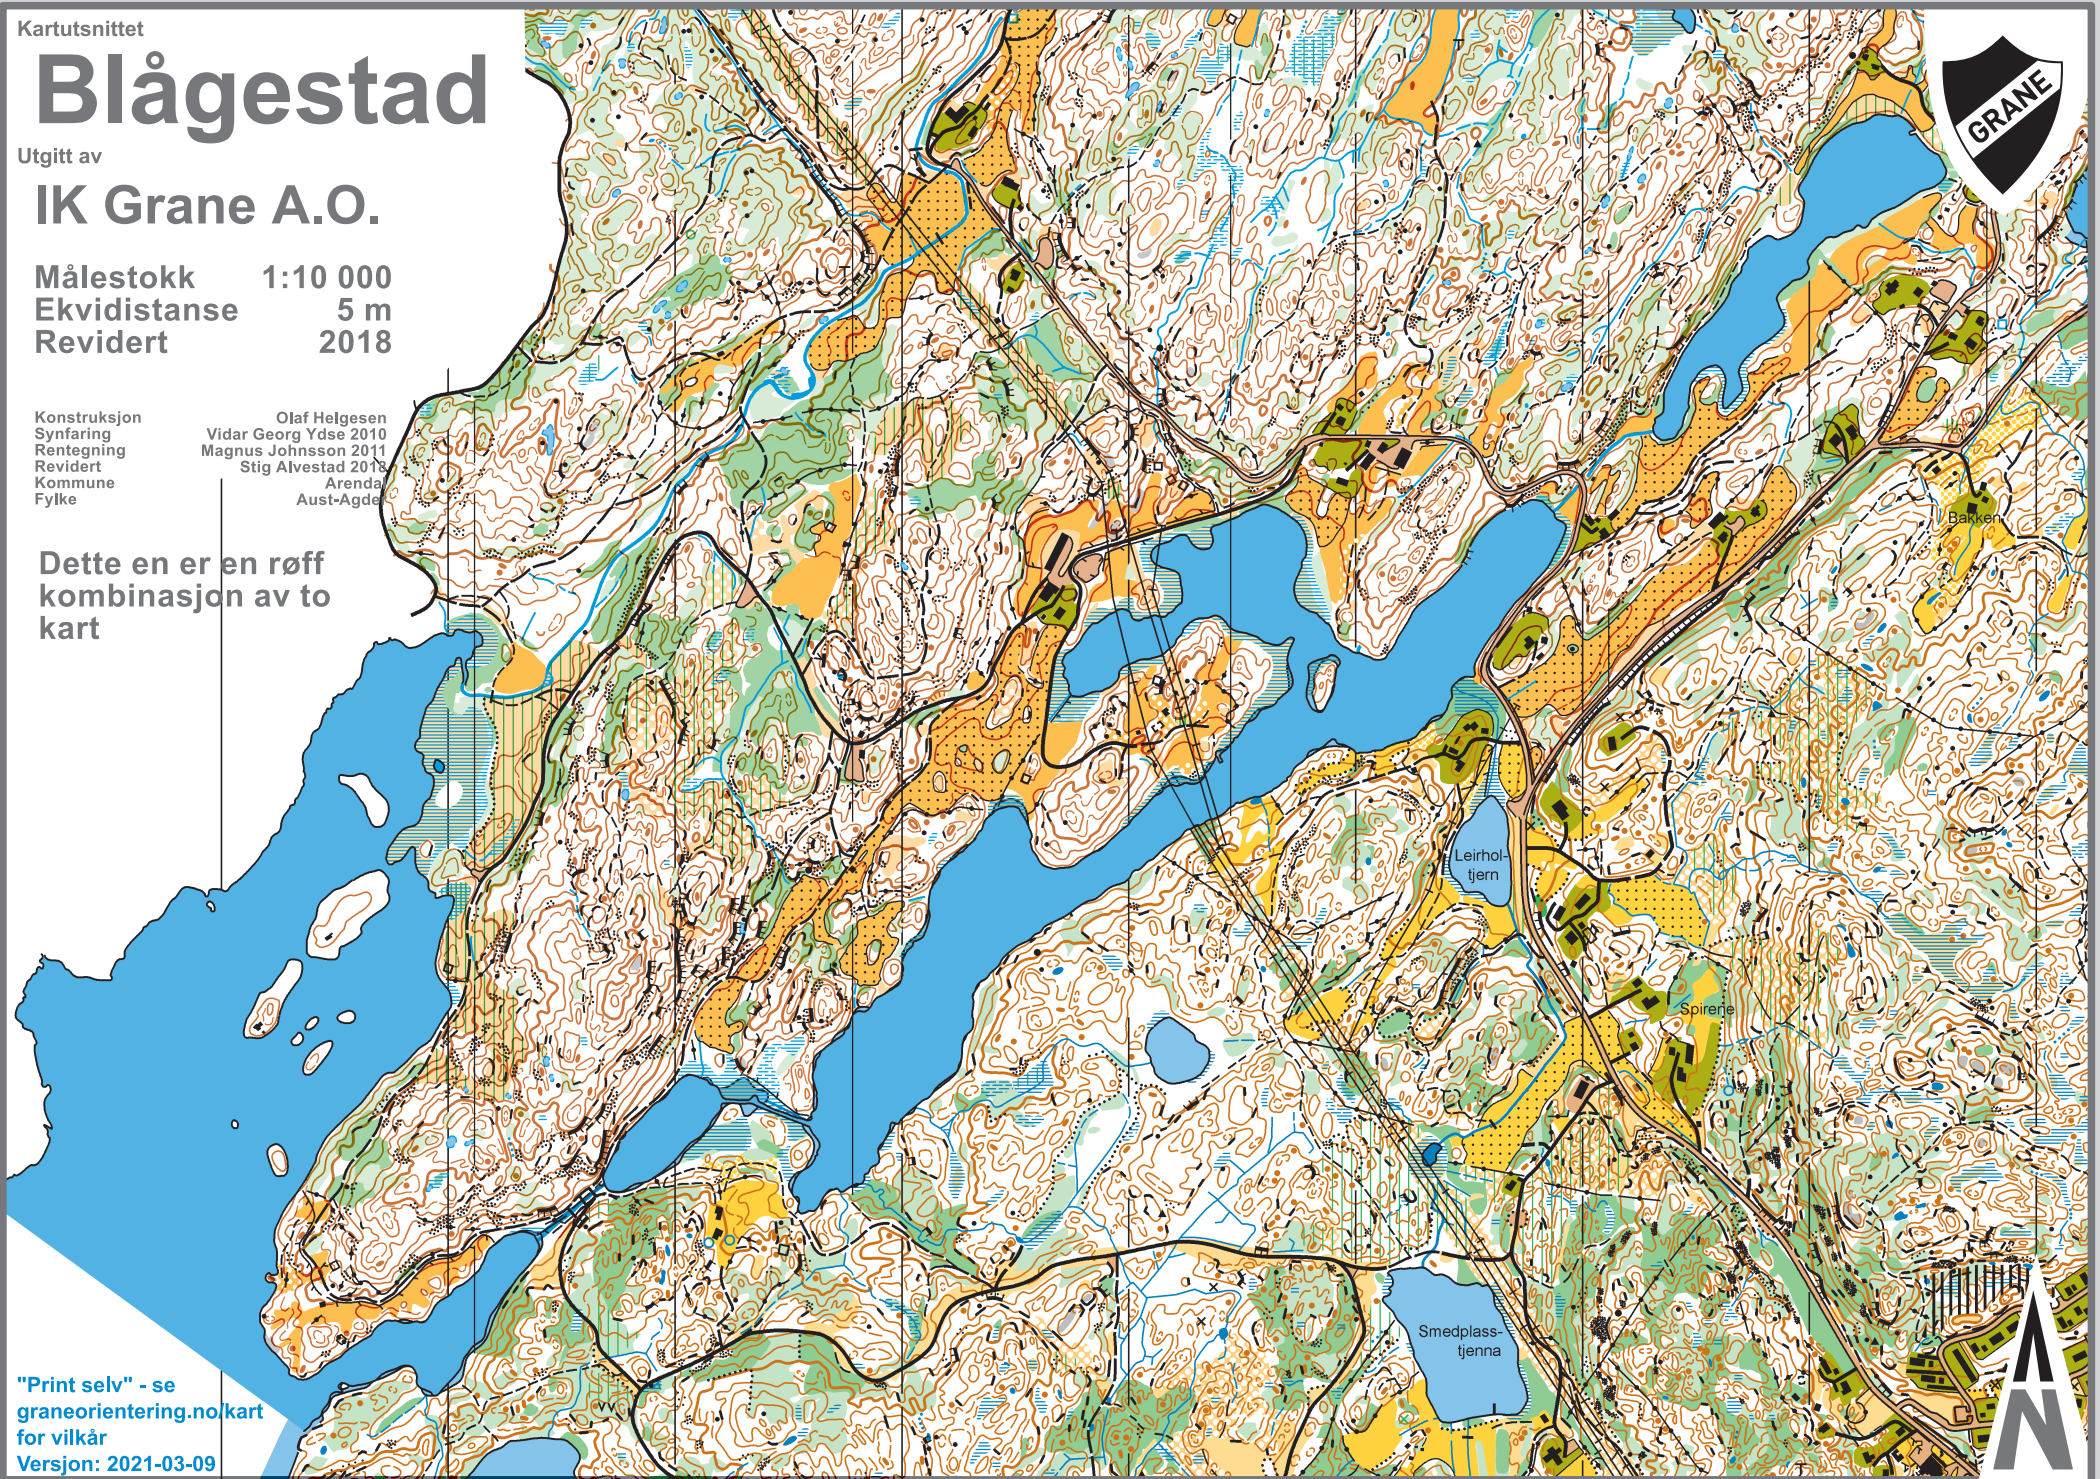 Kartutsnittet
Blågestad
Utgitt av
IK Grane A.O.
Målestokk 1:10 000
Ekvidistanse 5 m
Revidert 2018
Konstruksjon Olaf Helgesen
Synfaring Vidar Georg Ydse 2010
Rentegning Magnus Johnsson 2011
Revidert Stig Alvestad 2018
Kommune Arendal
Fylke Aust-Agder
Dette en er en røff
kombinasjon av to
kart
GRANE
Bakken
Leirhol-
tjern
Spirene
Smedplass-
tjenna
"Print selv" - se
graneorientering.no/kart
for vilkår
Versjon: 2021-03-09
N